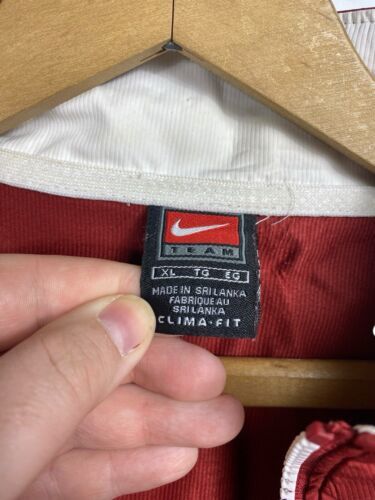 TEAM
XL TG EG
MADE IN SRI LANKA
FABRIQUE AU
SRI LANKA
CLIMA-FIT